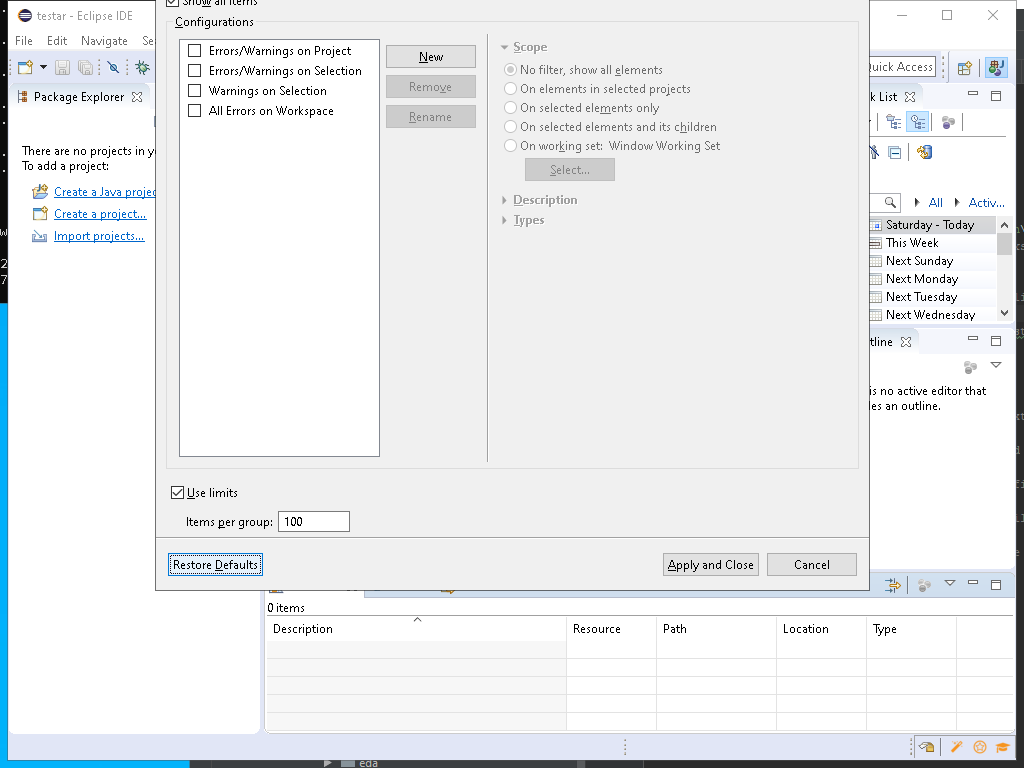 testar - Eclipse IDE
File Edit Navigate
Show all items
Configurations
Errors/Warnings on Project
Errors/Warnings on Selection
Warnings on Selection
All Errors on Workspace
New
Remove
Rename
Scope
No filter, show all elements
On elements in selected projects
On selected elements only
On selected elements and its children
On working set: Window Working Set
Select...
Description
Types
Use limits
Items per group: 100
Restore Defaults
Apply and Close
Cancel
Package Explorer
There are no projects in
To add a project:
Create a Java projec
Create a project...
Import projects...
Quick Access
k List
All
Activ...
Saturday - Today
This Week
Next Sunday
Next Monday
Next Tuesday
Next Wednesday
tline
is no active editor that
es an outline.
0 items
Description Resource Path Location Type
eda